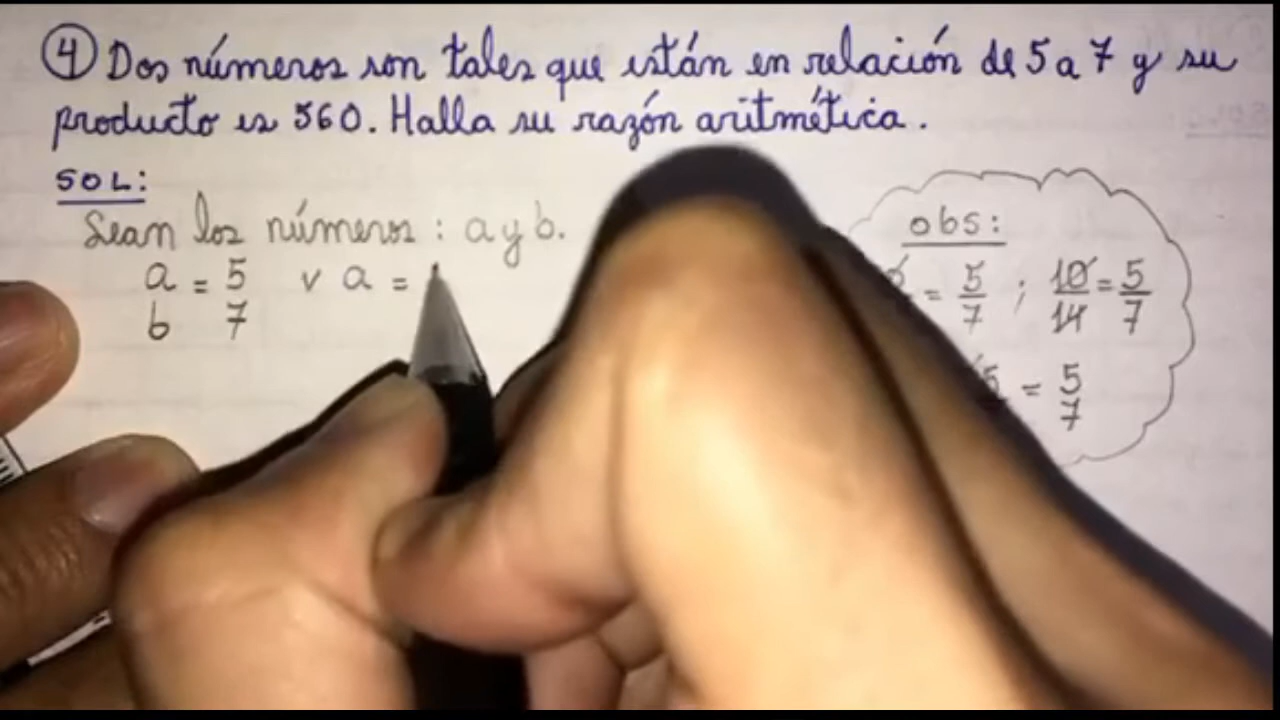 4 Dos números son tales que están en relación de 5 a 7 y su
producto es 560. Halla su razón aritmética.
SOL:
Sean los números : a y b.
a = 5 v a =
b 7
obs:
= 5/7 ; 10/14 = 5/7
= 5/7